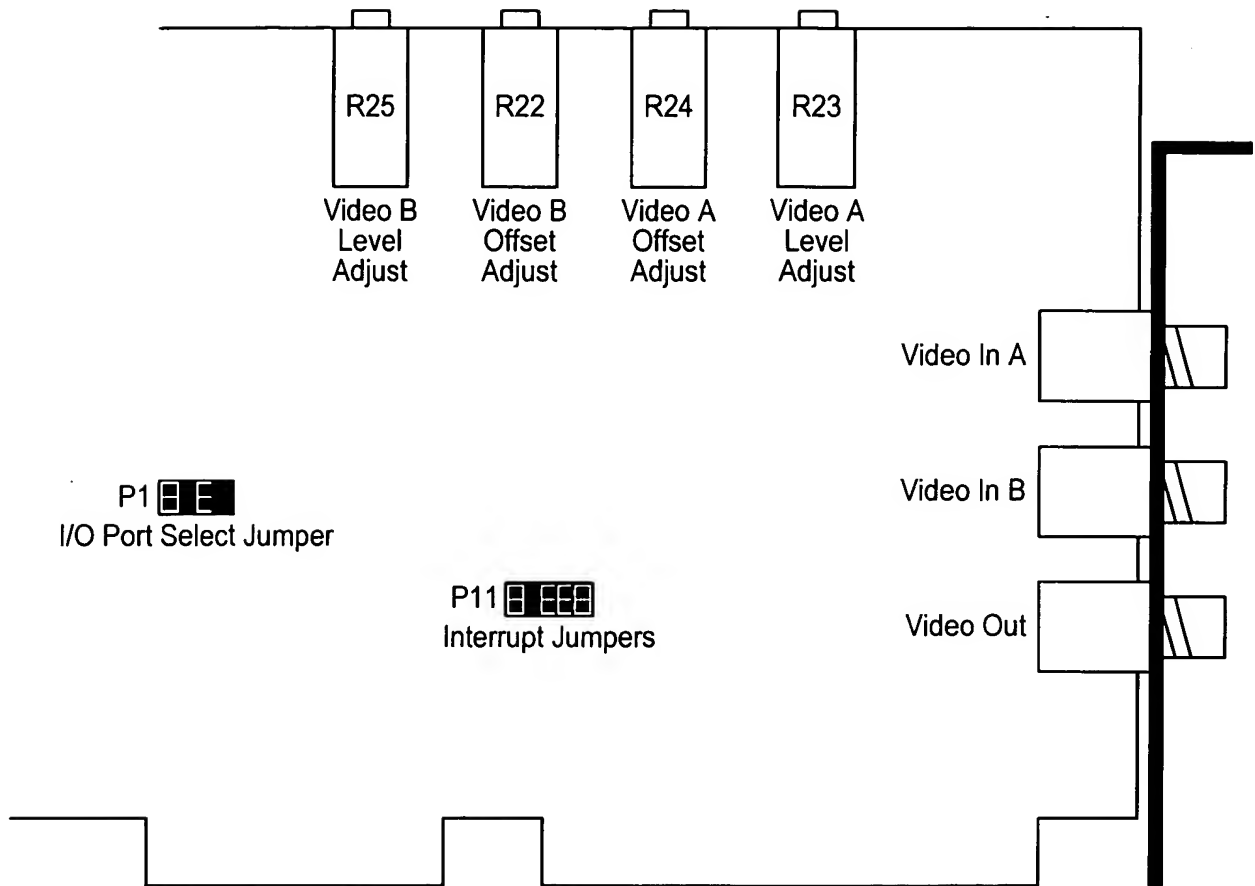 R25
R22
R24
R23
Video B
Level
Adjust
Video B
Offset
Adjust
Video A
Offset
Adjust
Video A
Level
Adjust
Video In A
P1
I/O Port Select Jumper
Video In B
P11
Interrupt Jumpers
Video Out